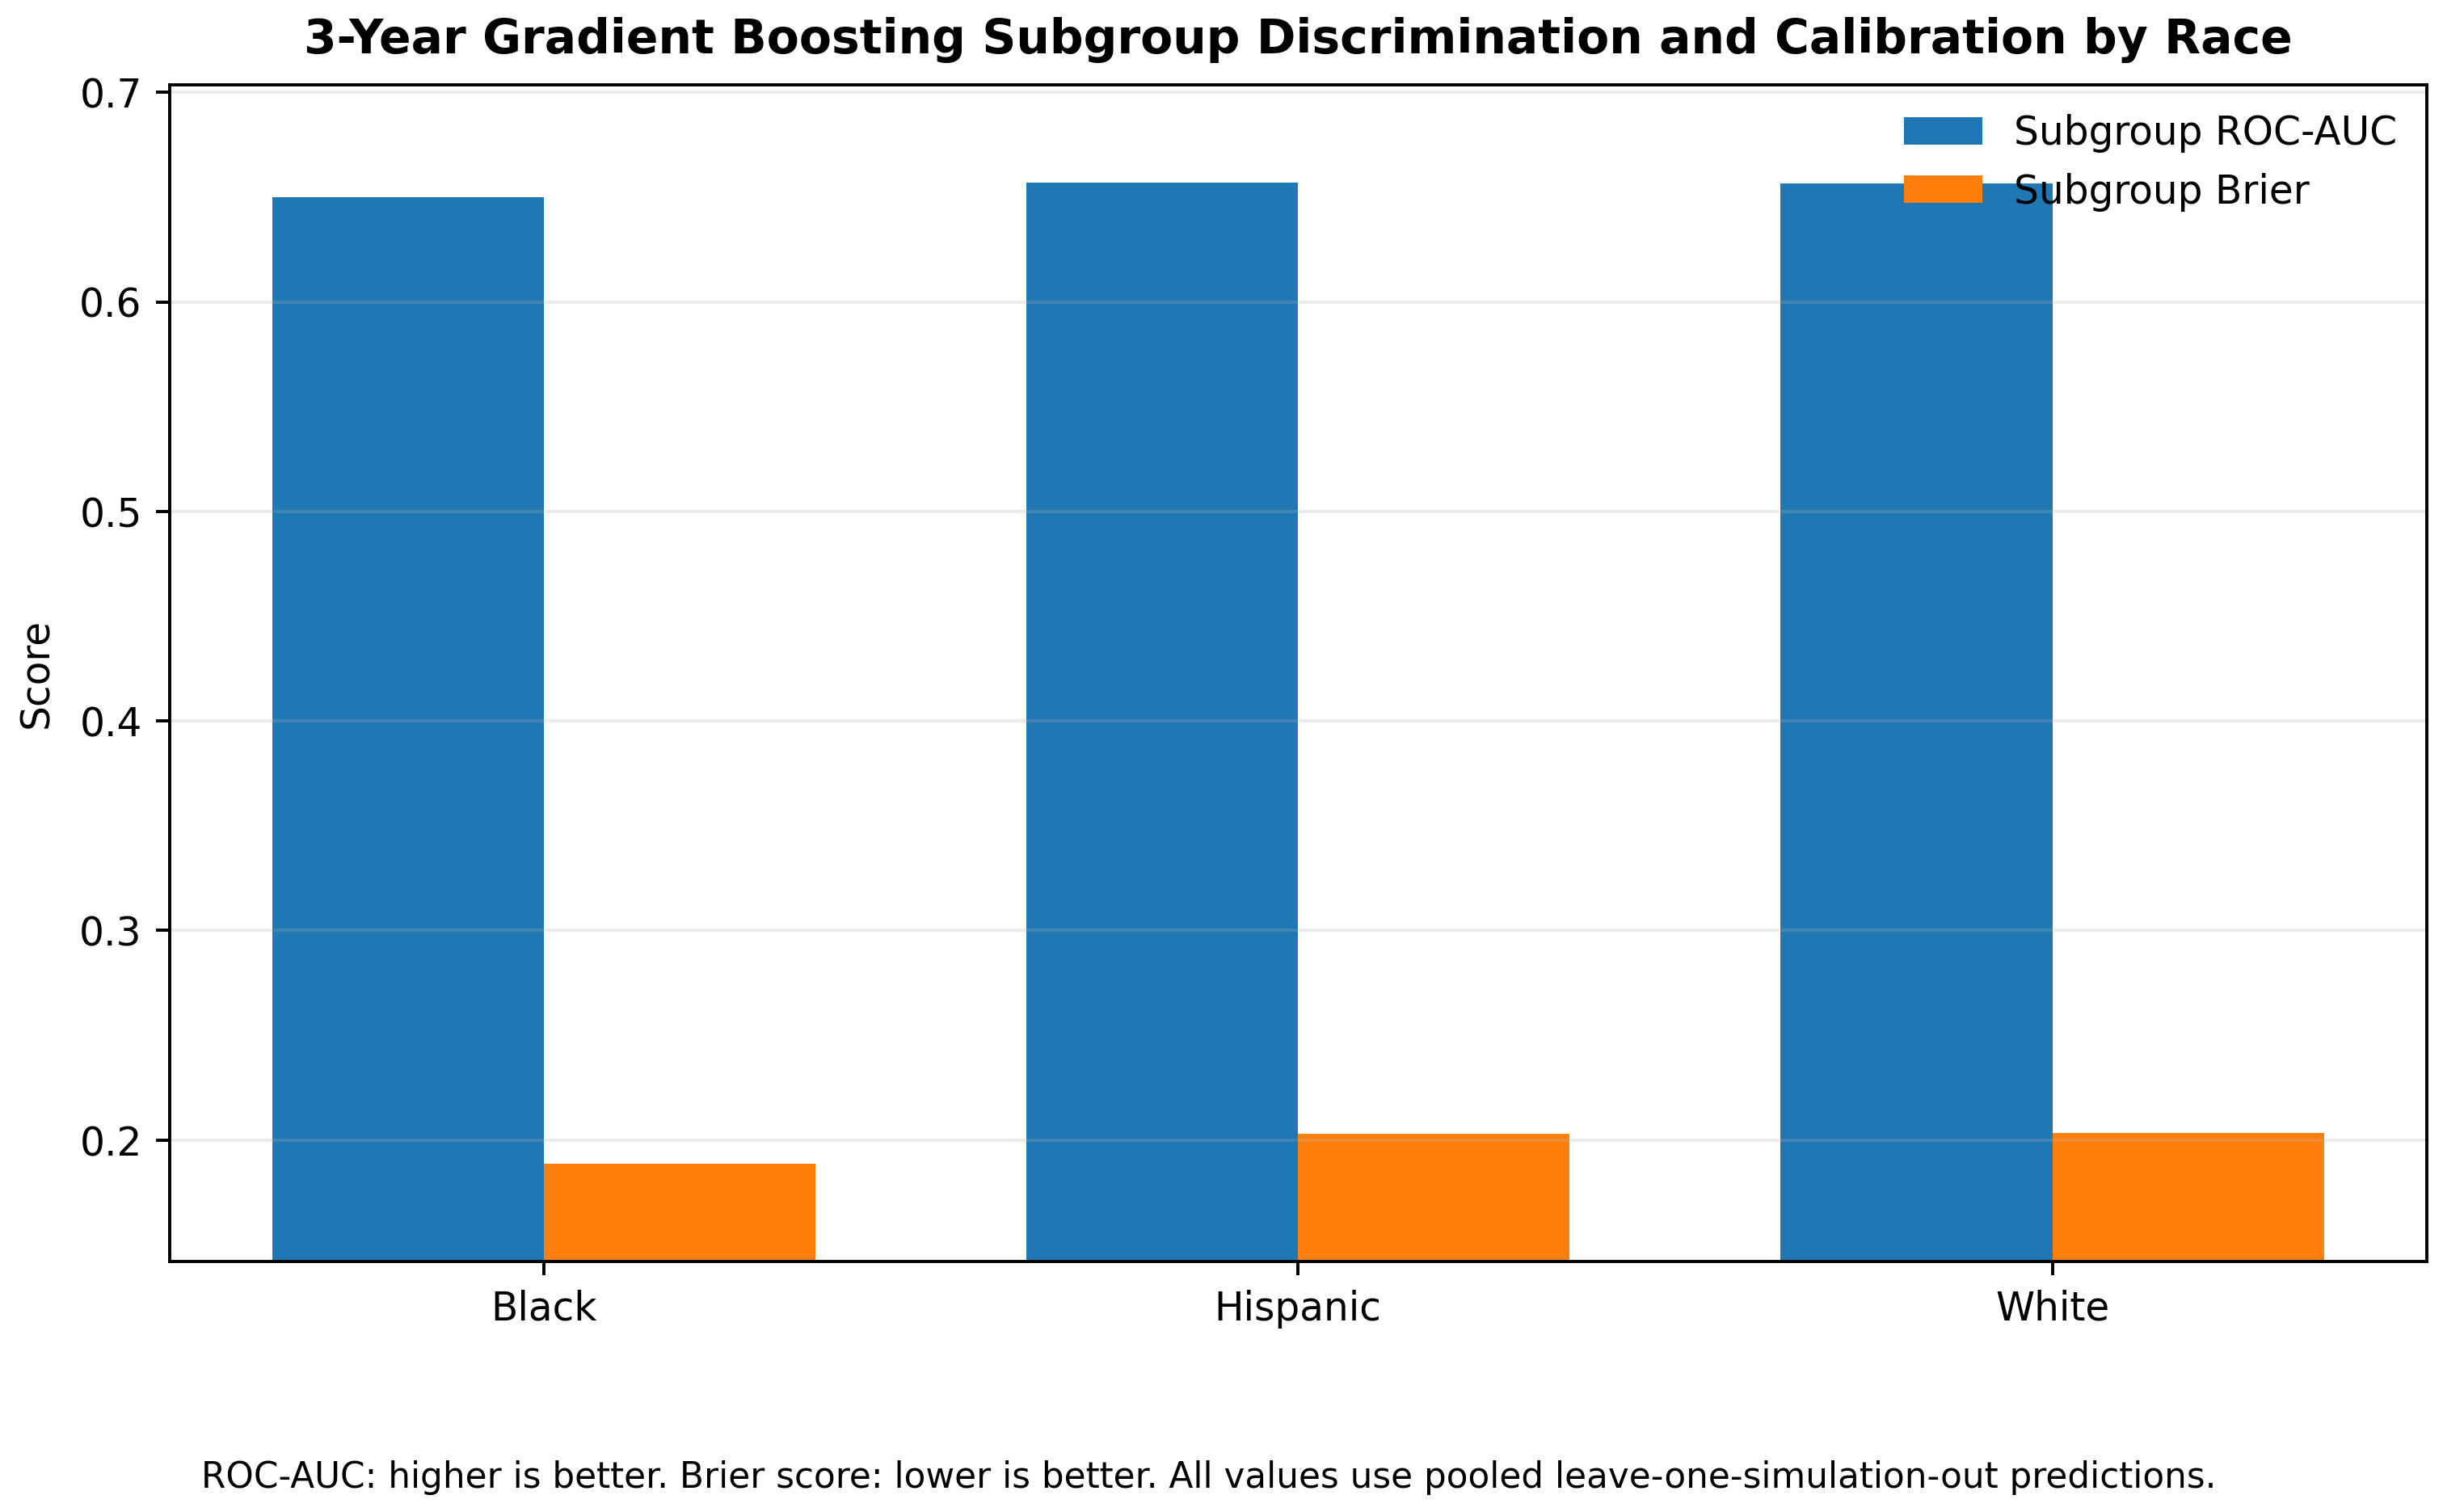 3-Year Gradient Boosting Subgroup Discrimination and Calibration by Race
0.7
0.6
0.5
0.4
0.3
0.2
Score
Subgroup ROC-AUC
Subgroup Brier
Black
Hispanic
White
ROC-AUC: higher is better. Brier score: lower is better. All values use pooled leave-one-simulation-out predictions.